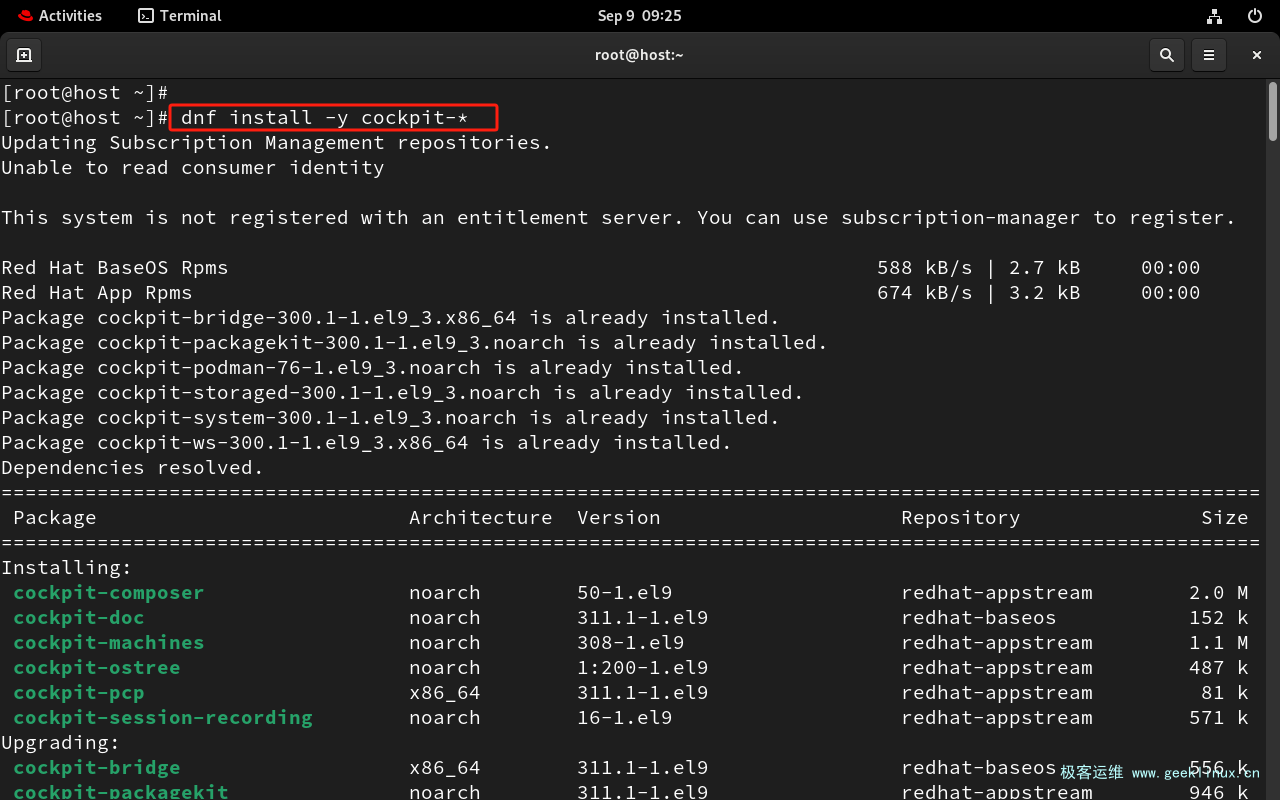 Activities Terminal Sep 9 09:25
root@host:~
[root@host ~]#
[root@host ~]# dnf install -y cockpit-*
Updating Subscription Management repositories.
Unable to read consumer identity
This system is not registered with an entitlement server. You can use subscription-manager to register.
Red Hat BaseOS Rpms 588 kB/s | 2.7 kB 00:00
Red Hat App Rpms 674 kB/s | 3.2 kB 00:00
Package cockpit-bridge-300.1-1.el9_3.x86_64 is already installed.
Package cockpit-packagekit-300.1-1.el9_3.noarch is already installed.
Package cockpit-podman-76-1.el9_3.noarch is already installed.
Package cockpit-storaged-300.1-1.el9_3.noarch is already installed.
Package cockpit-system-300.1-1.el9_3.noarch is already installed.
Package cockpit-ws-300.1-1.el9_3.x86_64 is already installed.
Dependencies resolved.
=========================================================================================================
Package Architecture Version Repository Size
=========================================================================================================
Installing:
cockpit-composer noarch 50-1.el9 redhat-appstream 2.0 M
cockpit-doc noarch 311.1-1.el9 redhat-baseos 152 k
cockpit-machines noarch 308-1.el9 redhat-appstream 1.1 M
cockpit-ostree noarch 1:200-1.el9 redhat-appstream 487 k
cockpit-pcp x86_64 311.1-1.el9 redhat-appstream 81 k
cockpit-session-recording noarch 16-1.el9 redhat-appstream 571 k
Upgrading:
cockpit-bridge x86_64 311.1-1.el9 redhat-baseos 556 k
极客运维 www.geeklinux.cn
cockpit-packagekit noarch 311.1-1.el9 redhat-appstream 946 k